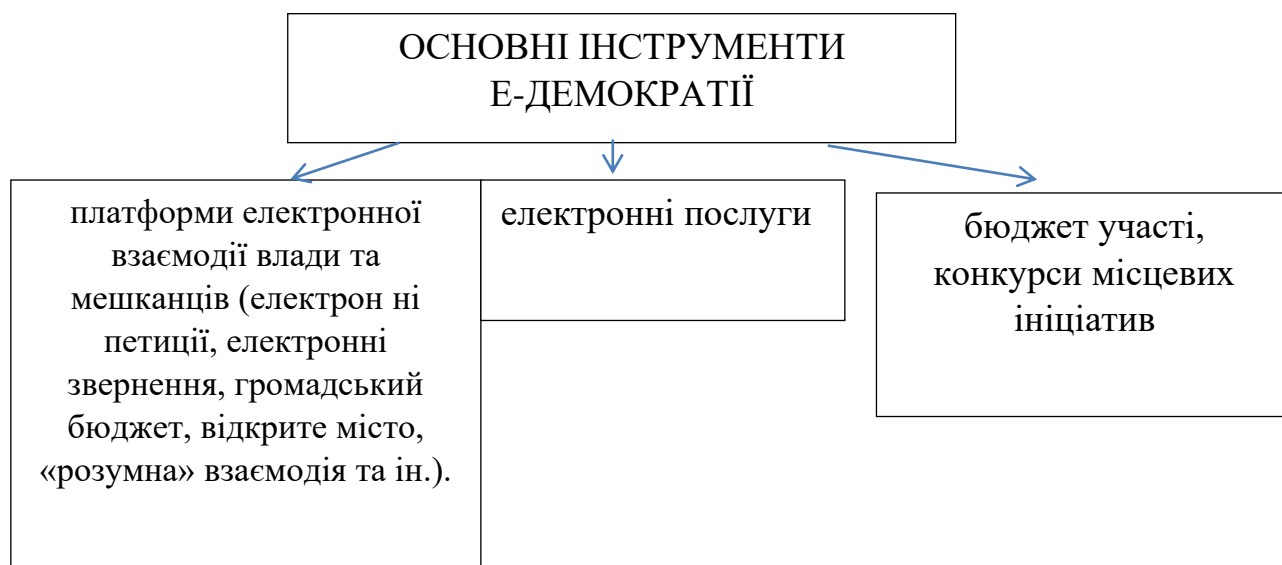 ОСНОВНІ ІНСТРУМЕНТИ
Е-ДЕМОКРАТІЇ
платформи електронної
взаємодії влади та
мешканців (електрон ні
петиції, електронні
звернення, громадський
бюджет, відкрите місто,
«розумна» взаємодія та ін.).
електронні послуги
бюджет участі,
конкурси місцевих
ініціатив